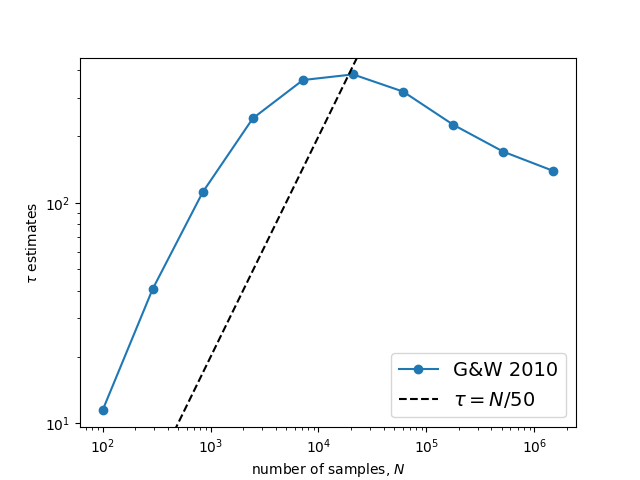 τ estimates
10²
10¹
10²
10³
10⁴
10⁵
10⁶
number of samples, N
G&W 2010
τ = N/50